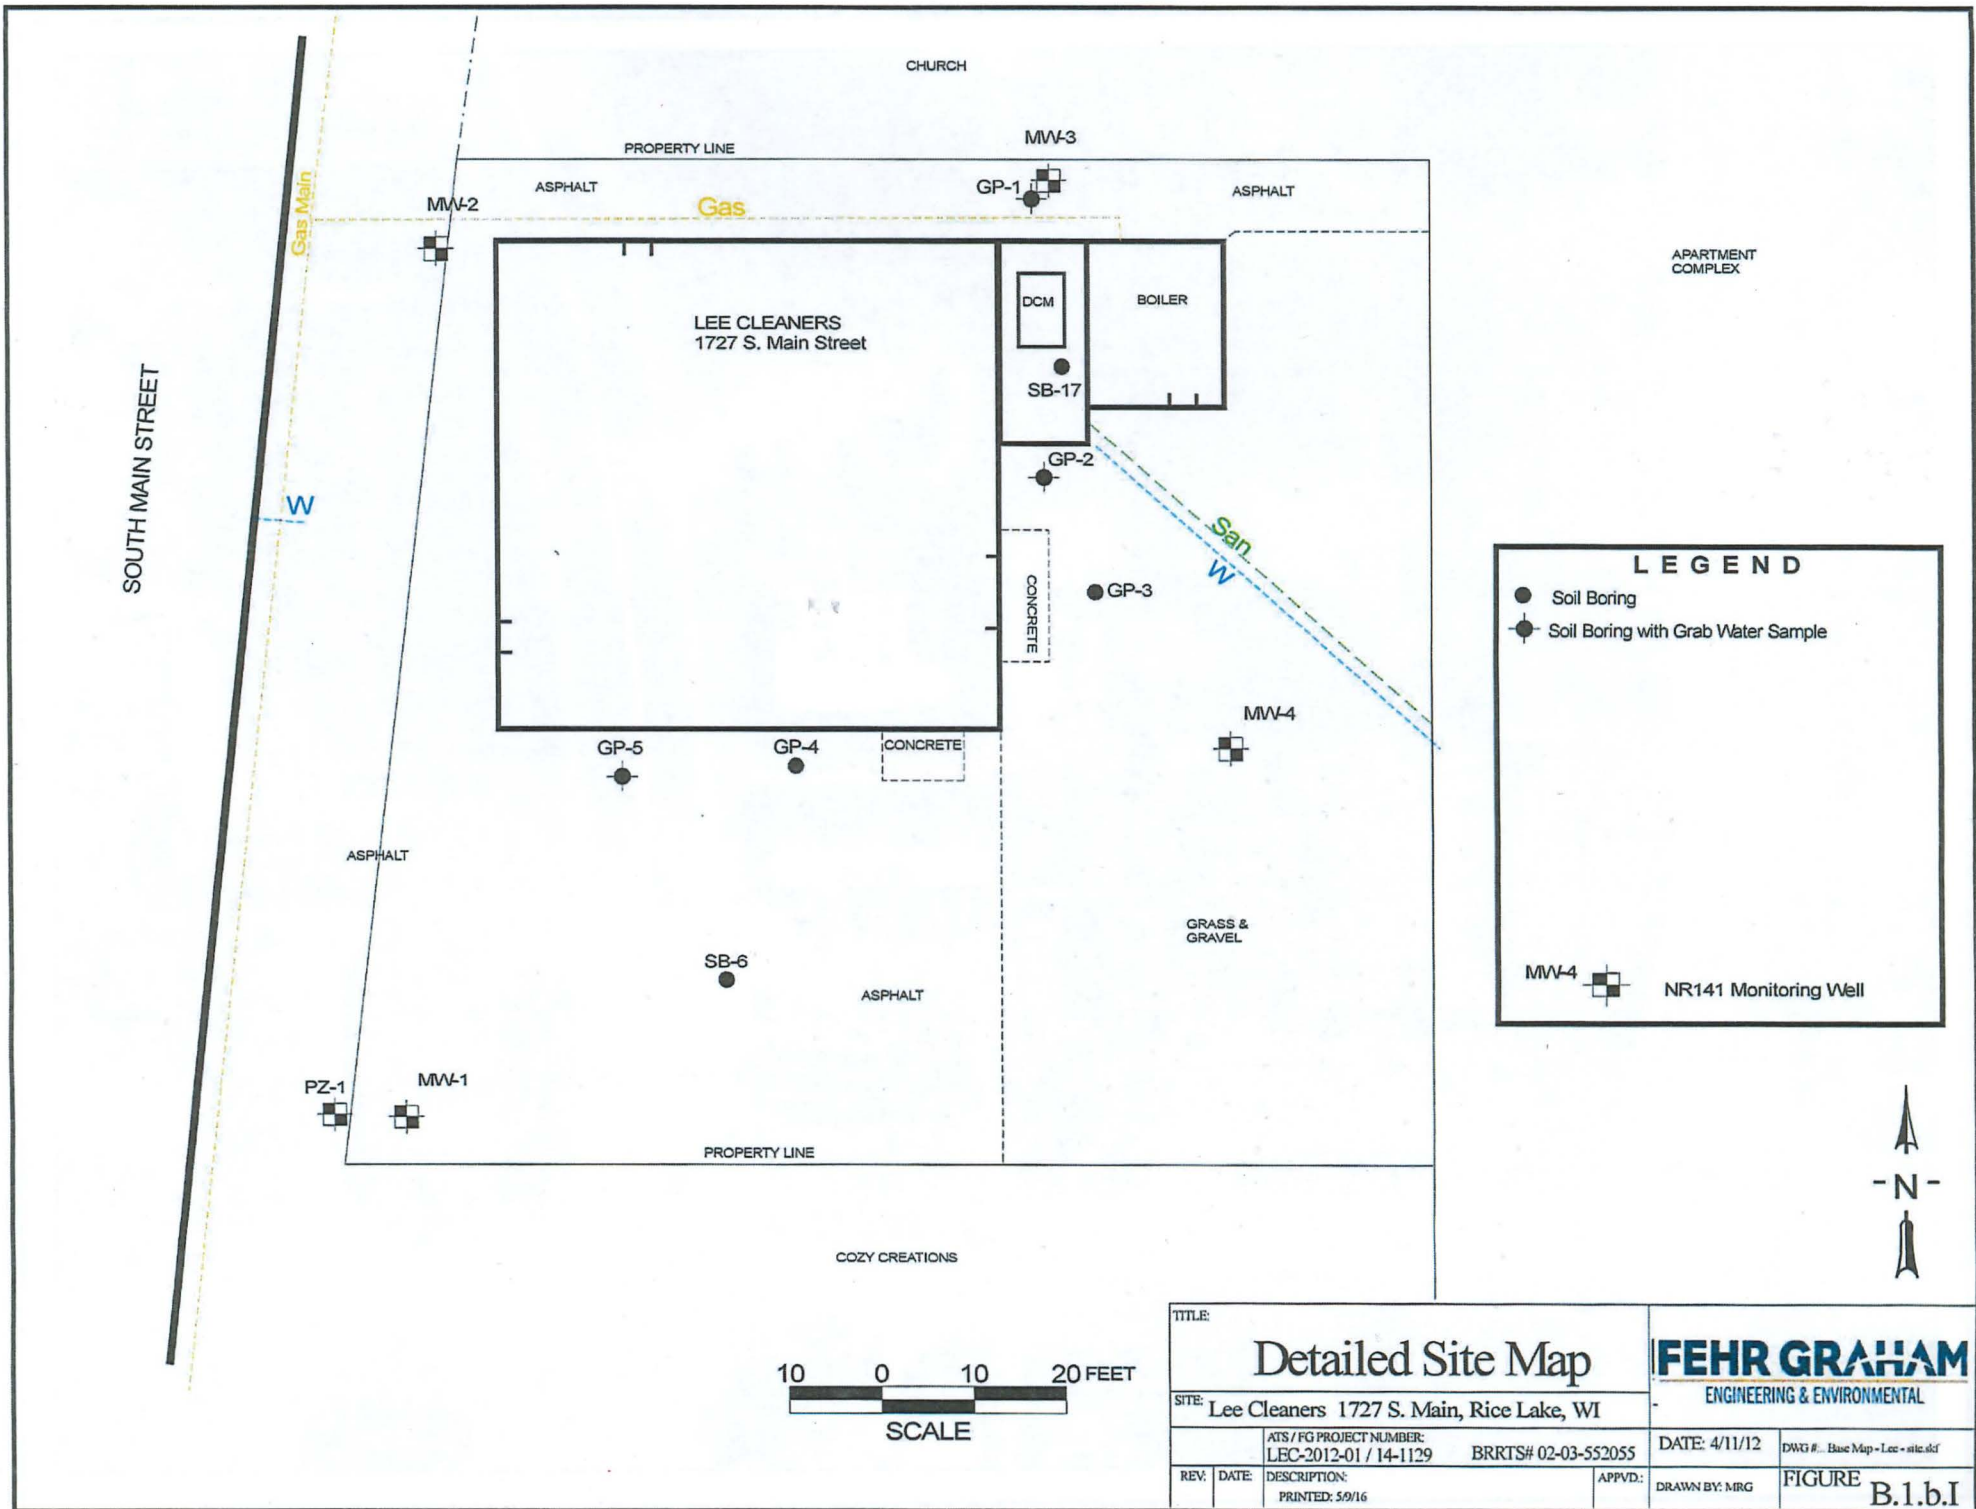 CHURCH
MW-3
PROPERTY LINE
GP-1
ASPHALT
ASPHALT
Gas Main
MW-2
Gas
APARTMENT
COMPLEX
DCM
BOILER
LEE CLEANERS
1727 S. Main Street
SB-17
SOUTH MAIN STREET
GP-2
W
San
W
CONCRETE
GP-3
LEGEND
Soil Boring
Soil Boring with Grab Water Sample
MW-4
NR141 Monitoring Well
MW-4
GP-5
GP-4
CONCRETE
ASPHALT
GRASS &
GRAVEL
SB-6
ASPHALT
PZ-1
MW-1
PROPERTY LINE
-N-
COZY CREATIONS
10 0 10 20 FEET
SCALE
TITLE:
Detailed Site Map
FEHR GRAHAM
ENGINEERING & ENVIRONMENTAL
SITE: Lee Cleaners 1727 S. Main, Rice Lake, WI
ATS / FG PROJECT NUMBER:
LEC-2012-01 / 14-1129 BRRTS# 02-03-552055
DATE: 4/11/12
DWG #:. Base Map - Lee - site.skf
REV: DATE: DESCRIPTION:
PRINTED: 5/9/16
APPVD.:
DRAWN BY: MRG
FIGURE B.1.b.I